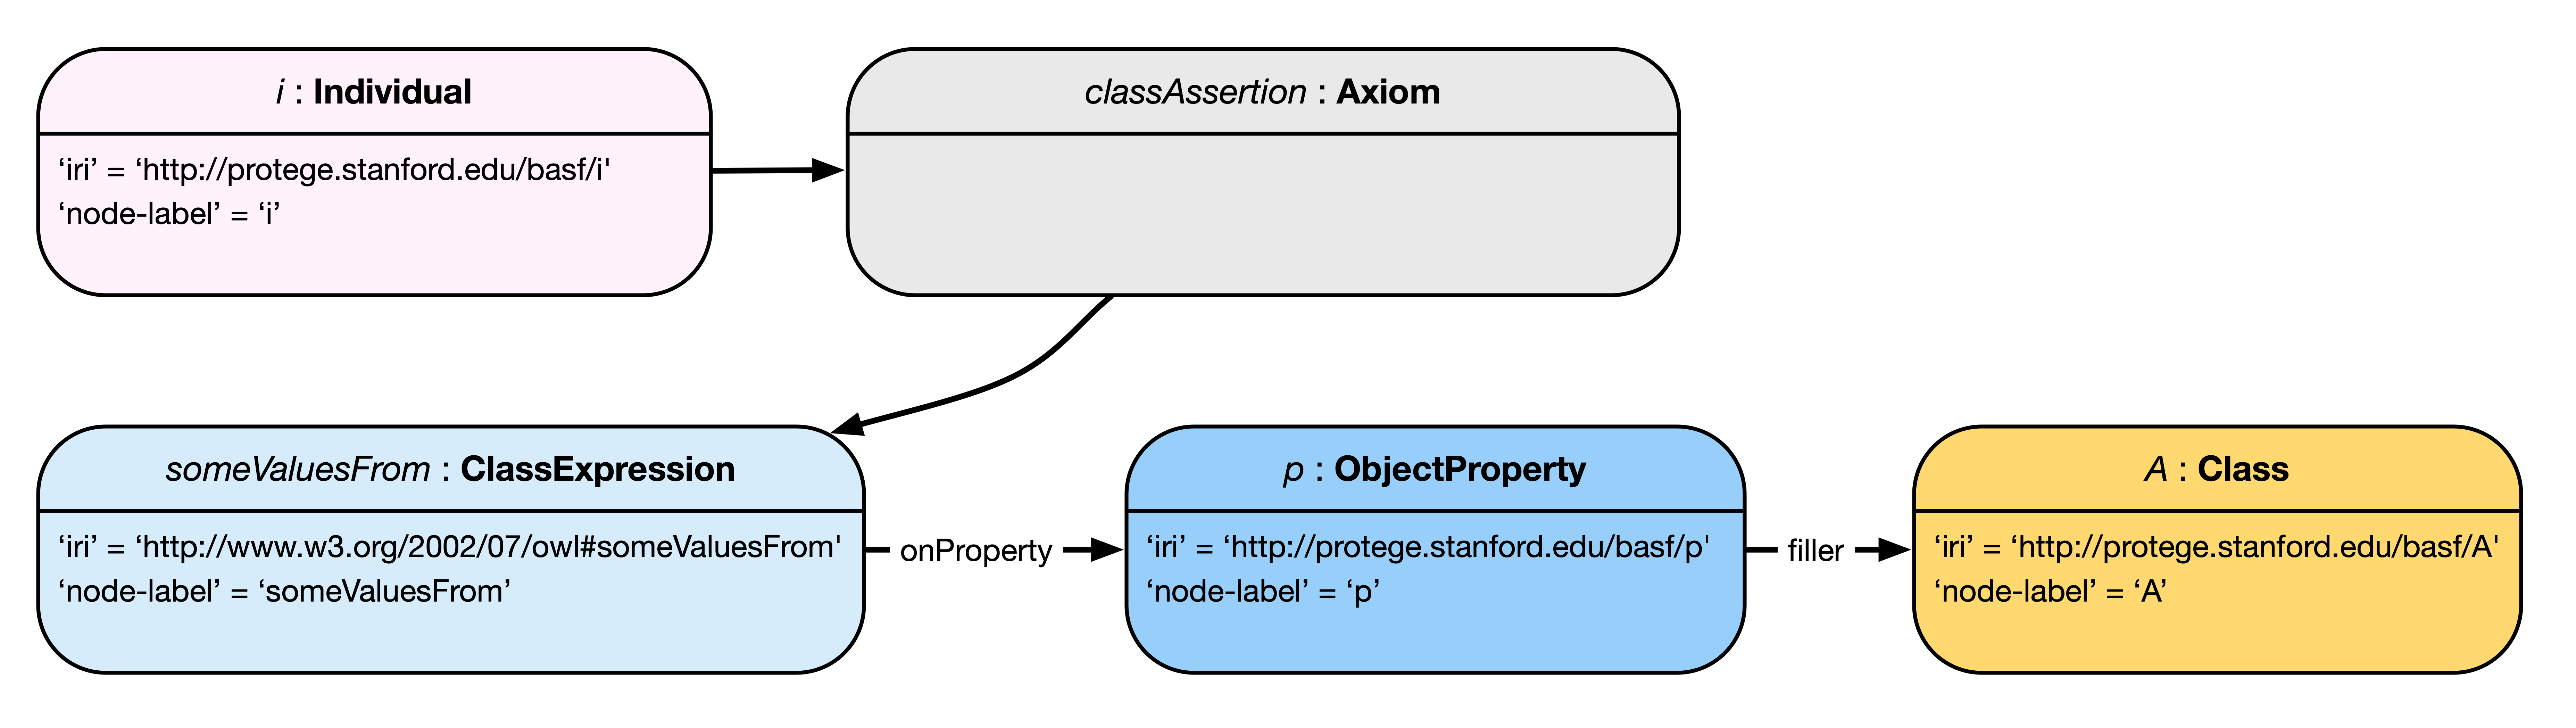 i : Individual
‘iri’ = ‘http://protege.stanford.edu/basf/i'
‘node-label’ = ‘i’
classAssertion : Axiom
someValuesFrom : ClassExpression
‘iri’ = ‘http://www.w3.org/2002/07/owl#someValuesFrom'
‘node-label’ = ‘someValuesFrom’
onProperty
p : ObjectProperty
‘iri’ = ‘http://protege.stanford.edu/basf/p'
‘node-label’ = ‘p’
filler
A : Class
‘iri’ = ‘http://protege.stanford.edu/basf/A'
‘node-label’ = ‘A’